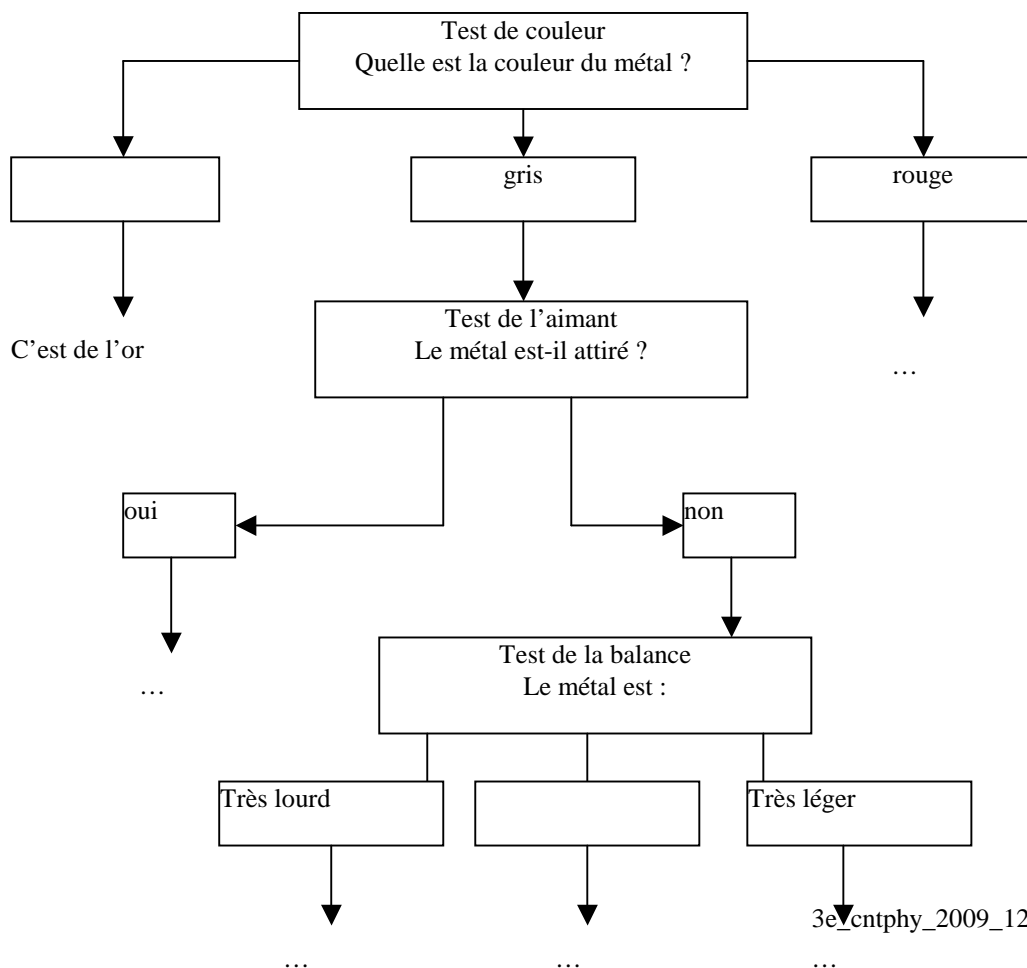 Test de couleur
Quelle est la couleur du métal ?
gris
rouge
Test de l’aimant
Le métal est-il attiré ?
C’est de l’or
…
oui
non
Test de la balance
Le métal est :
…
Très lourd
Très léger
3e_cntphy_2009_12
…
…
…